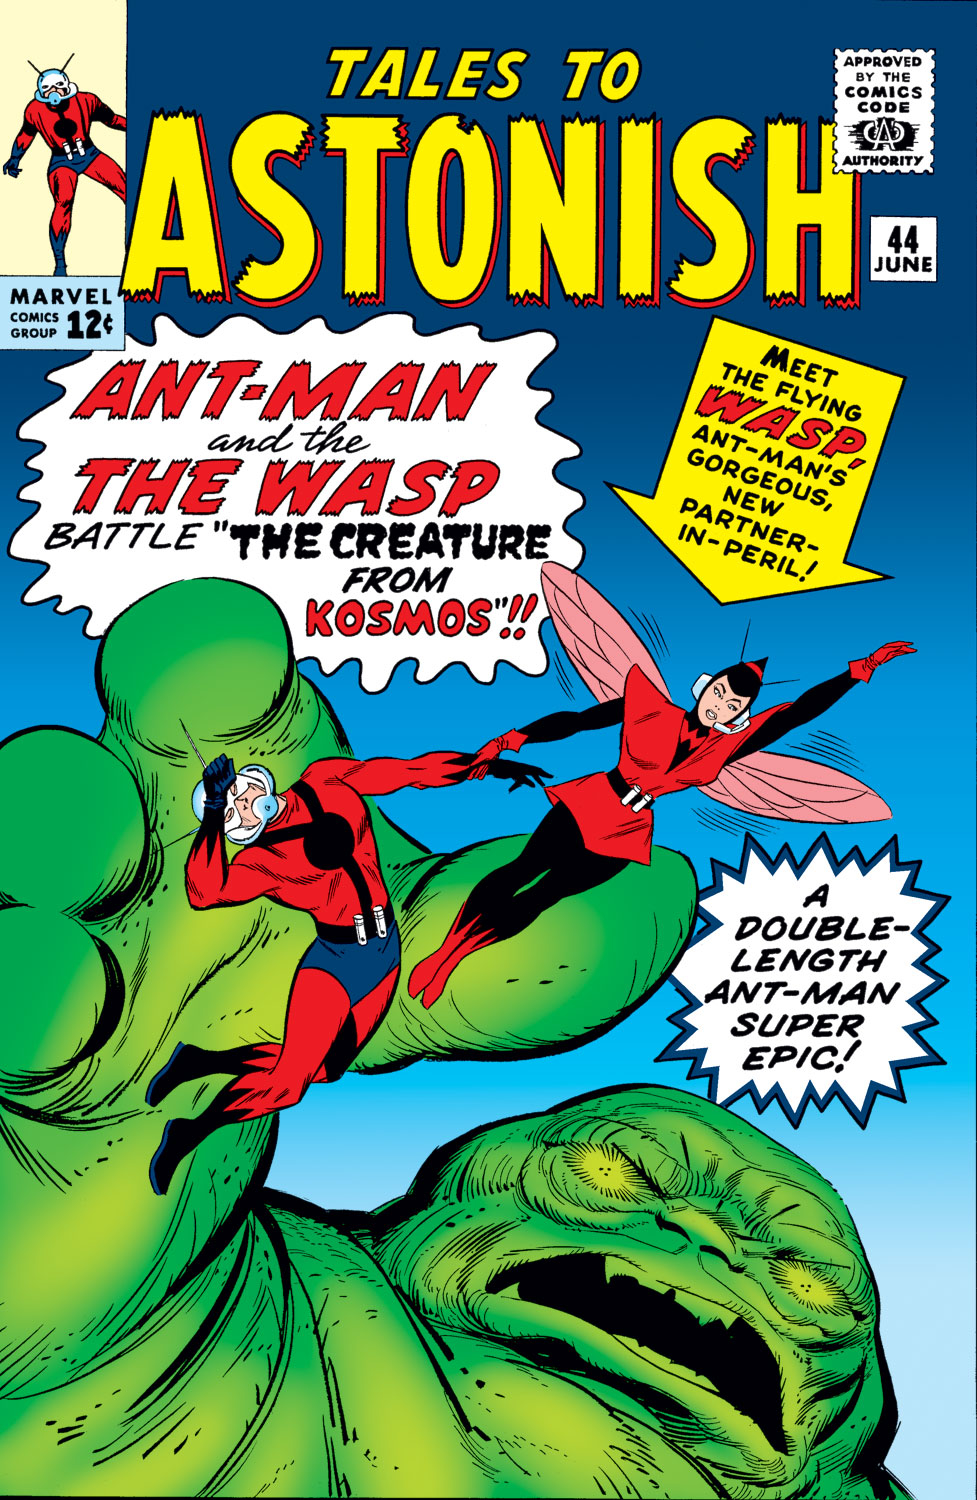 TALES TO
ASTONISH
APPROVED
BY THE
COMICS
CODE
CA
AUTHORITY
44
JUNE
MARVEL
COMICS
GROUP 12¢
ANT-MAN
and the
THE WASP
BATTLE "THE CREATURE
FROM
KOSMOS"!!
MEET
THE FLYING
WASP,
ANT-MAN'S
GORGEOUS,
NEW
PARTNER-
IN-PERIL!
A
DOUBLE-
LENGTH
ANT-MAN
SUPER
EPIC!